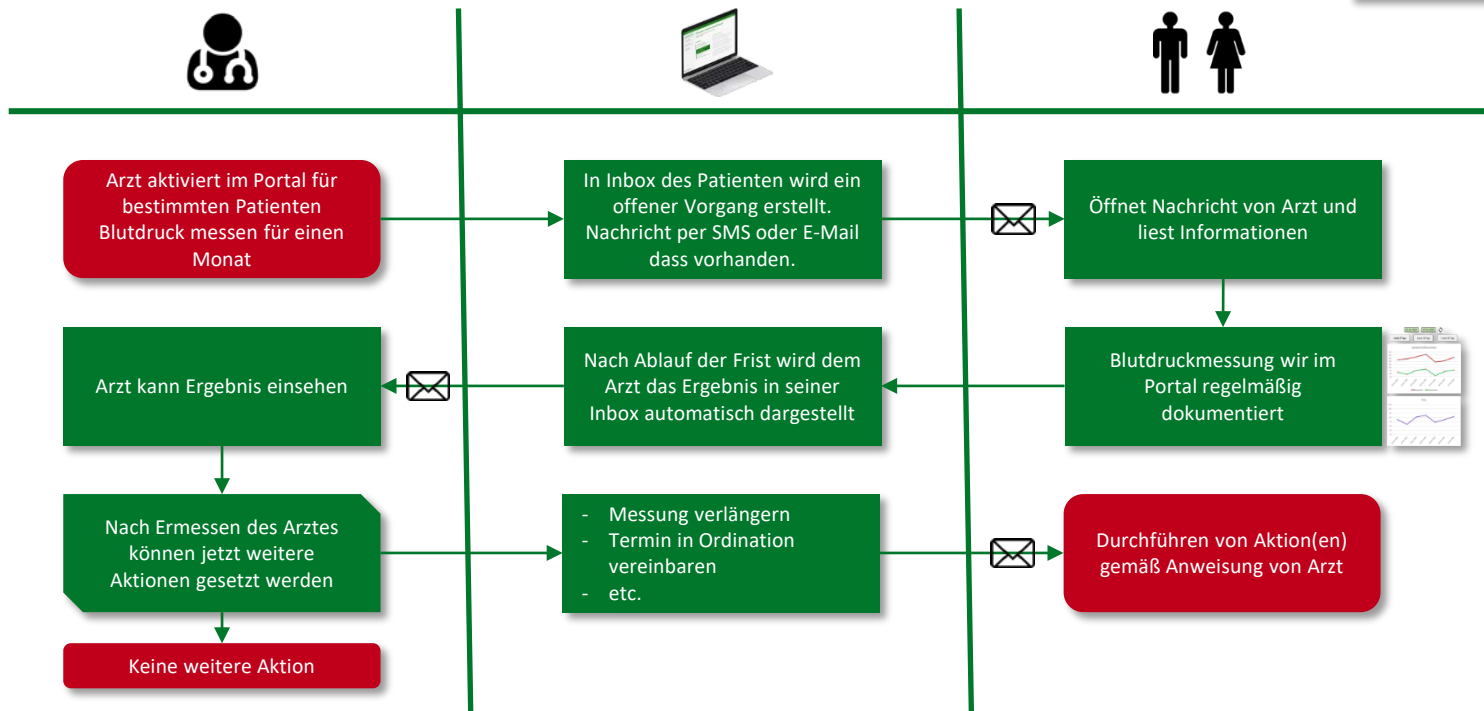 Arzt aktiviert im Portal für
bestimmten Patienten
Blutdruck messen für einen
Monat
In Inbox des Patienten wird ein
offener Vorgang erstellt.
Nachricht per SMS oder E-Mail
dass vorhanden.
Öffnet Nachricht von Arzt und
liest Informationen
Arzt kann Ergebnis einsehen
Nach Ablauf der Frist wird dem
Arzt das Ergebnis in seiner
Inbox automatisch dargestellt
Blutdruckmessung wir im
Portal regelmäßig
dokumentiert
Nach Ermessen des Arztes
können jetzt weitere
Aktionen gesetzt werden
- Messung verlängern
- Termin in Ordination
vereinbaren
- etc.
Durchführen von Aktion(en)
gemäß Anweisung von Arzt
Keine weitere Aktion